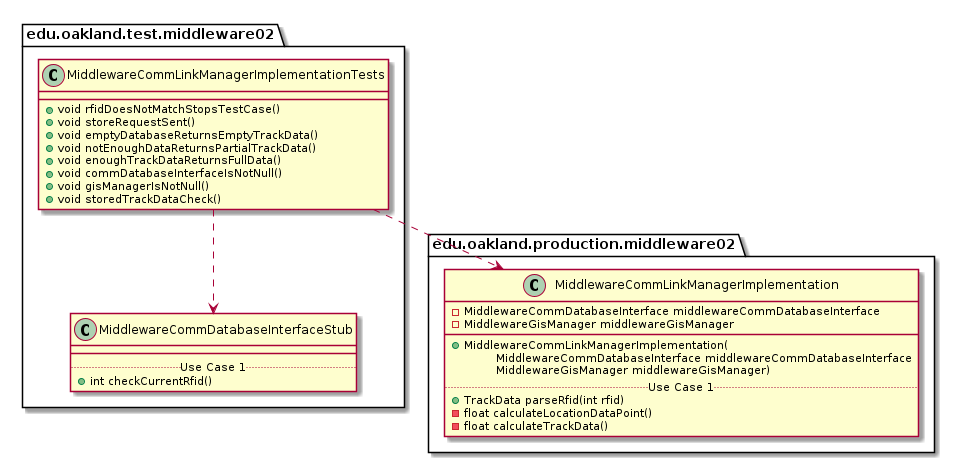 edu.oakland.test.middleware02
C MiddlewareCommLinkManagerImplementationTests
void rfidDoesNotMatchStopsTestCase()
void storeRequestSent()
void emptyDatabaseReturnsEmptyTrackData()
void notEnoughDataReturnsPartialTrackData()
void enoughTrackDataReturnsFullData()
void commDatabaseInterfaceIsNotNull()
void gisManagerIsNotNull()
void storedTrackDataCheck()
C MiddlewareCommDatabaseInterfaceStub
Use Case 1
int checkCurrentRfid()
edu.oakland.production.middleware02
C MiddlewareCommLinkManagerImplementation
MiddlewareCommDatabaseInterface middlewareCommDatabaseInterface
MiddlewareGisManager middlewareGisManager
MiddlewareCommLinkManagerImplementation(
MiddlewareCommDatabaseInterface middlewareCommDatabaseInterface
MiddlewareGisManager middlewareGisManager)
Use Case 1
TrackData parseRfid(int rfid)
float calculateLocationDataPoint()
float calculateTrackData()